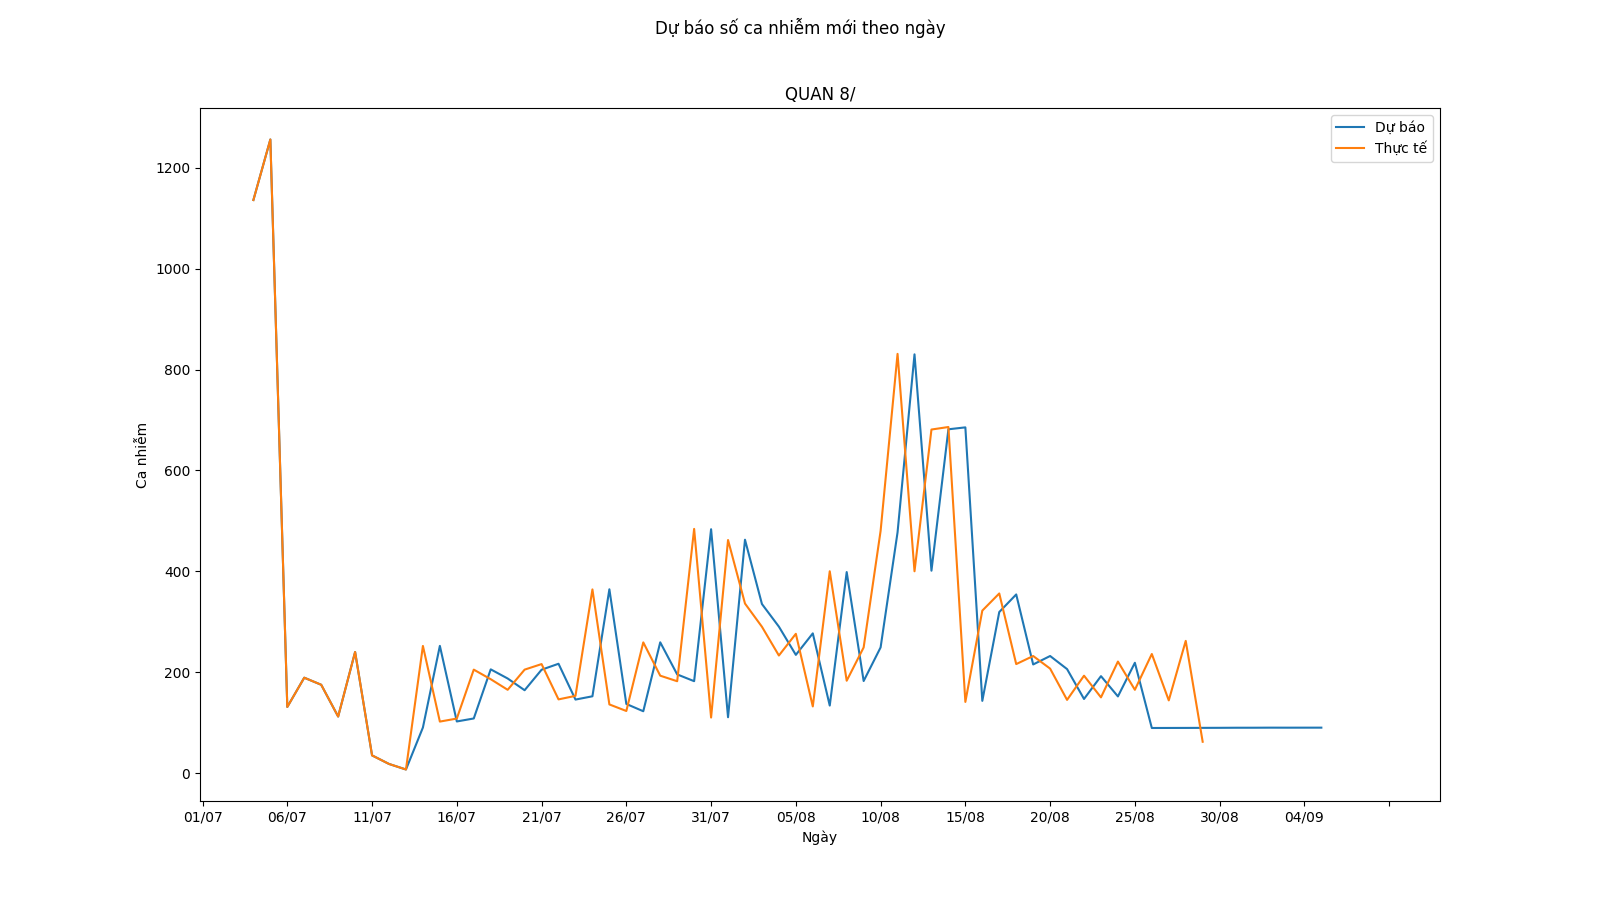 Dự báo số ca nhiễm mới theo ngày
QUAN 8/
Dự báo
Thực tế
1200
1000
800
600
400
200
0
Ca nhiễm
01/07 06/07 11/07 16/07 21/07 26/07 31/07 05/08 10/08 15/08 20/08 25/08 30/08 04/09
Ngày